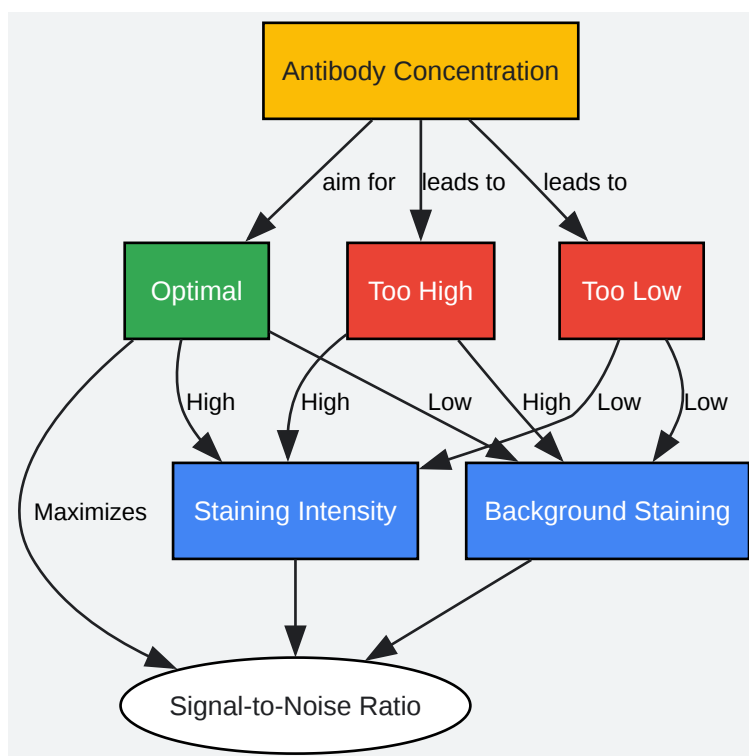 Antibody Concentration
aim for
leads to
leads to
Optimal
Too High
Too Low
High
High
Low
High
Low
Low
Staining Intensity
Background Staining
Maximizes
Signal-to-Noise Ratio